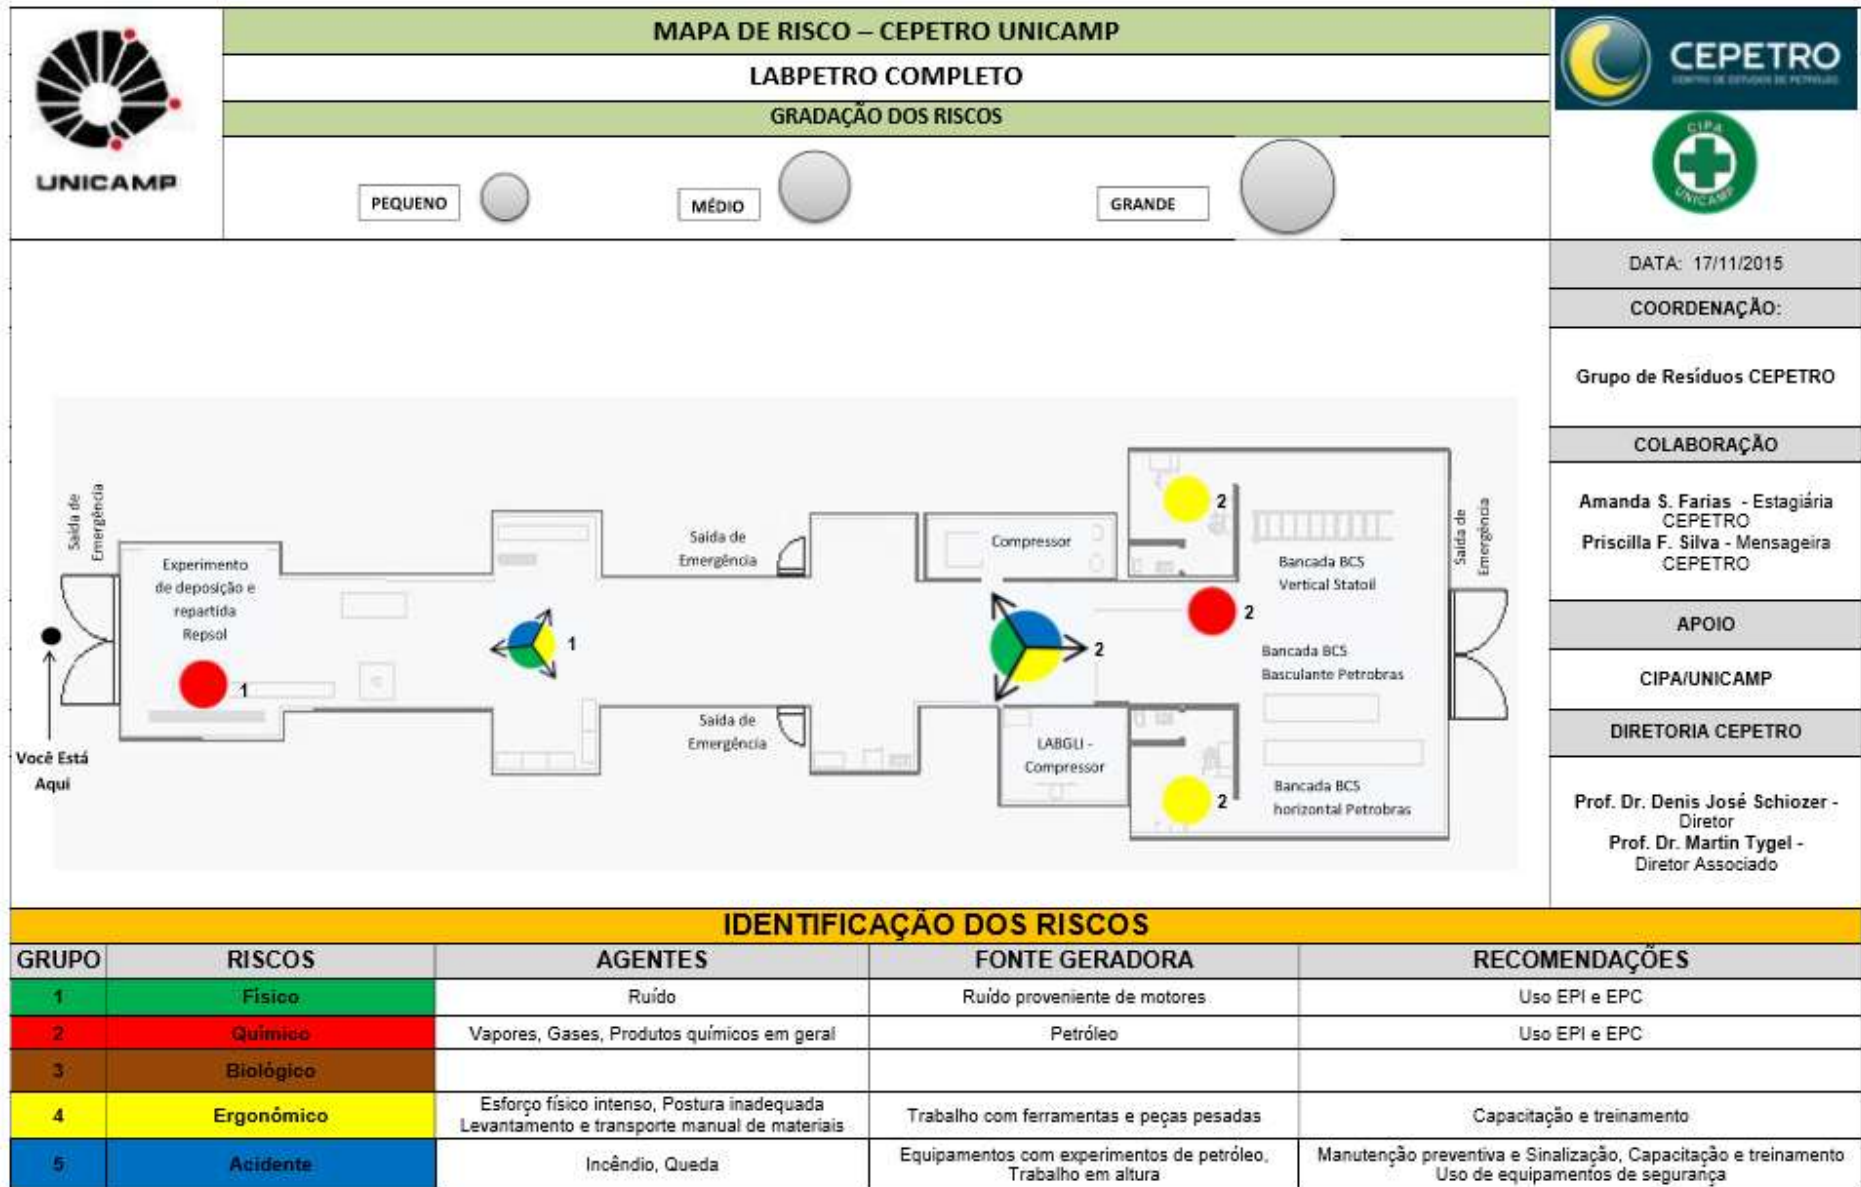 MAPA DE RISCO – CEPETRO UNICAMP
LABPETRO COMPLETO
GRADAÇÃO DOS RISCOS
UNICAMP
PEQUENO
MÉDIO
GRANDE
CEPETRO
CENTRO DE ESTUDOS DE PETRÓLEO
CIPA
UNICAMP
DATA: 17/11/2015
COORDENAÇÃO:
Grupo de Resíduos CEPETRO
COLABORAÇÃO
Amanda S. Farias - Estagiária
CEPETRO
Priscilla F. Silva - Mensageira
CEPETRO
APOIO
CIPA/UNICAMP
DIRETORIA CEPETRO
Prof. Dr. Denis José Schiozer -
Diretor
Prof. Dr. Martin Tygel -
Diretor Associado
Saída de
Emergência
Experimento
de deposição e
repartida
Repsol
1
Você Está
Aqui
1
Saída de
Emergência
Saída de
Emergência
Compressor
2
LABGLI -
Compressor
2
2
2
Bancada BCS
Vertical Statoil
Bancada BCS
Basculante Petrobras
Bancada BCS
horizontal Petrobras
Saída de
Emergência
IDENTIFICAÇÃO DOS RISCOS
GRUPO RISCOS AGENTES FONTE GERADORA RECOMENDAÇÕES
1 Físico Ruído Ruído proveniente de motores Uso EPI e EPC
2 Químico Vapores, Gases, Produtos químicos em geral Petróleo Uso EPI e EPC
3 Biológico
4 Ergonómico Esforço físico intenso, Postura inadequada
Levantamento e transporte manual de materiais Trabalho com ferramentas e peças pesadas Capacitação e treinamento
5 Acidente Incêndio, Queda Equipamentos com experimentos de petróleo,
Trabalho em altura Manutenção preventiva e Sinalização, Capacitação e treinamento
Uso de equipamentos de segurança